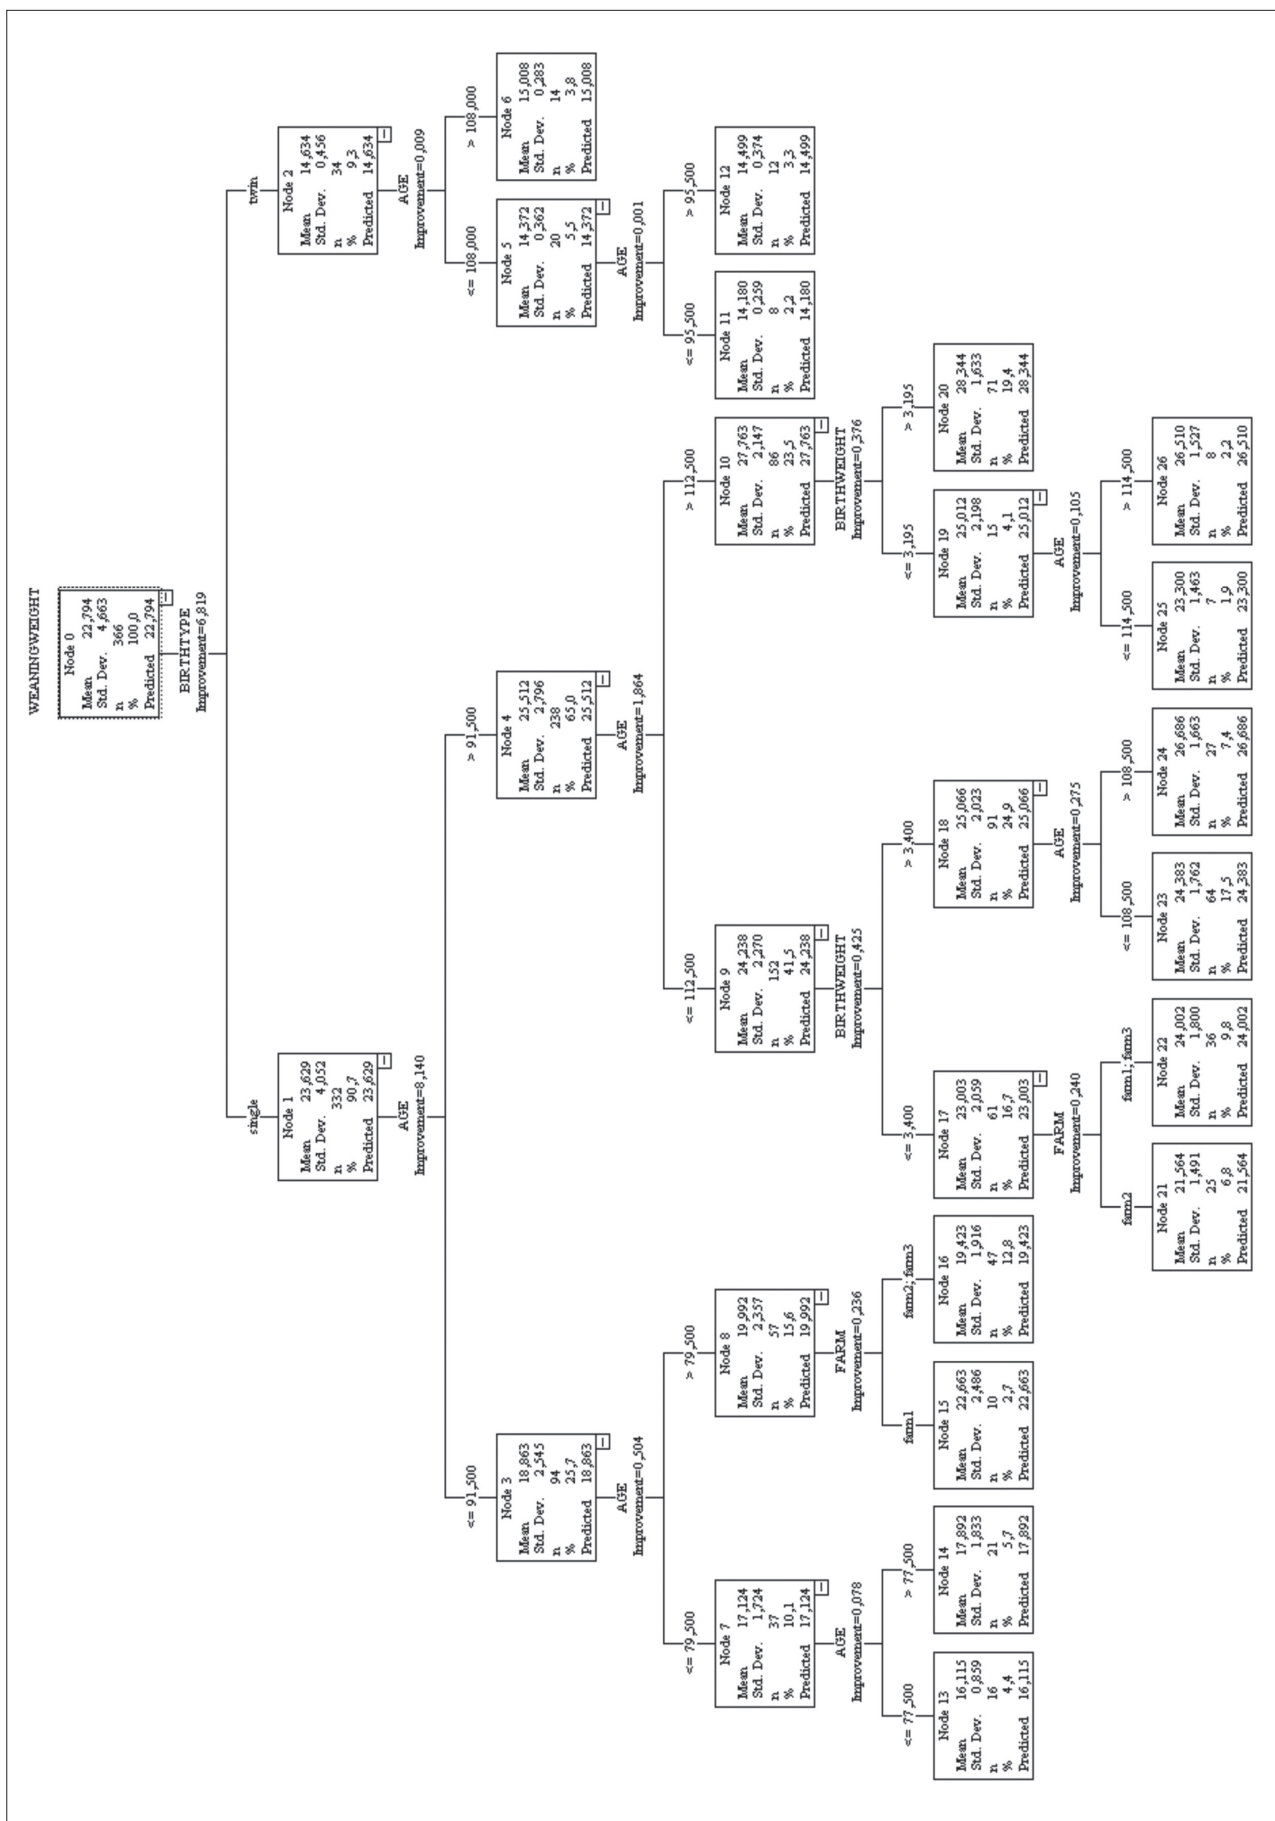 WEANINGWEIGHT
Node 0
Mean 22,794
Std. Dev. 4,663
n 366
% 100,0
Predicted 22,794
BIRTHTYPE
Improvement=6,819
single
twin
Node 1
Mean 23,629
Std. Dev. 4,052
n 332
% 90,7
Predicted 23,629
AGE
Improvement=8,140
Node 2
Mean 14,634
Std. Dev. 0,456
n 34
% 9,3
Predicted 14,634
AGE
Improvement=0,009
<= 91,500
> 91,500
<= 108,000
> 108,000
Node 3
Mean 18,863
Std. Dev. 2,545
n 94
% 25,7
Predicted 18,863
AGE
Improvement=0,504
Node 4
Mean 25,512
Std. Dev. 2,796
n 238
% 65,0
Predicted 25,512
AGE
Improvement=1,864
Node 5
Mean 14,372
Std. Dev. 0,362
n 20
% 5,5
Predicted 14,372
AGE
Improvement=0,001
Node 6
Mean 15,008
Std. Dev. 0,283
n 14
% 3,8
Predicted 15,008
<= 79,500
> 79,500
<= 112,500
> 112,500
<= 95,500
> 95,500
Node 7
Mean 17,124
Std. Dev. 1,724
n 37
% 10,1
Predicted 17,124
AGE
Improvement=0,078
Node 8
Mean 19,992
Std. Dev. 2,357
n 57
% 15,6
Predicted 19,992
FARM
Improvement=0,236
Node 9
Mean 24,238
Std. Dev. 2,270
n 152
% 41,5
Predicted 24,238
BIRTHWEIGHT
Improvement=0,425
Node 10
Mean 27,763
Std. Dev. 2,147
n 86
% 23,5
Predicted 27,763
BIRTHWEIGHT
Improvement=0,376
Node 11
Mean 14,180
Std. Dev. 0,259
n 8
% 2,2
Predicted 14,180
Node 12
Mean 14,499
Std. Dev. 0,374
n 12
% 3,3
Predicted 14,499
<= 77,500
> 77,500
farm1
farm2; farm3
<= 3,400
> 3,400
<= 3,195
> 3,195
Node 13
Mean 16,115
Std. Dev. 0,859
n 16
% 4,4
Predicted 16,115
Node 14
Mean 17,892
Std. Dev. 1,833
n 21
% 5,7
Predicted 17,892
Node 15
Mean 22,663
Std. Dev. 2,486
n 10
% 2,7
Predicted 22,663
Node 16
Mean 19,423
Std. Dev. 1,916
n 47
% 12,8
Predicted 19,423
Node 17
Mean 23,003
Std. Dev. 2,059
n 61
% 16,7
Predicted 23,003
FARM
Improvement=0,240
Node 18
Mean 25,066
Std. Dev. 2,023
n 91
% 24,9
Predicted 25,066
AGE
Improvement=0,275
Node 19
Mean 25,012
Std. Dev. 2,198
n 15
% 4,1
Predicted 25,012
AGE
Improvement=0,105
Node 20
Mean 28,344
Std. Dev. 1,633
n 71
% 19,4
Predicted 28,344
farm2
farm1; farm3
<= 108,500
> 108,500
<= 114,500
> 114,500
Node 21
Mean 21,564
Std. Dev. 1,491
n 25
% 6,8
Predicted 21,564
Node 22
Mean 24,002
Std. Dev. 1,800
n 36
% 9,8
Predicted 24,002
Node 23
Mean 24,383
Std. Dev. 1,762
n 64
% 17,5
Predicted 24,383
Node 24
Mean 26,686
Std. Dev. 1,663
n 27
% 7,4
Predicted 26,686
Node 25
Mean 23,300
Std. Dev. 1,463
n 7
% 1,9
Predicted 23,300
Node 26
Mean 26,510
Std. Dev. 1,527
n 8
% 2,2
Predicted 26,510